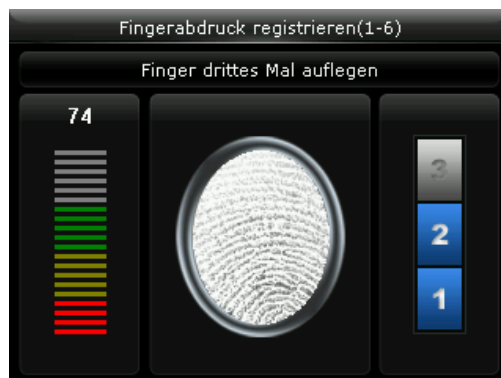 Fingerabdruck registrieren(1-6)
Finger drittes Mal auflegen
74
3
2
1